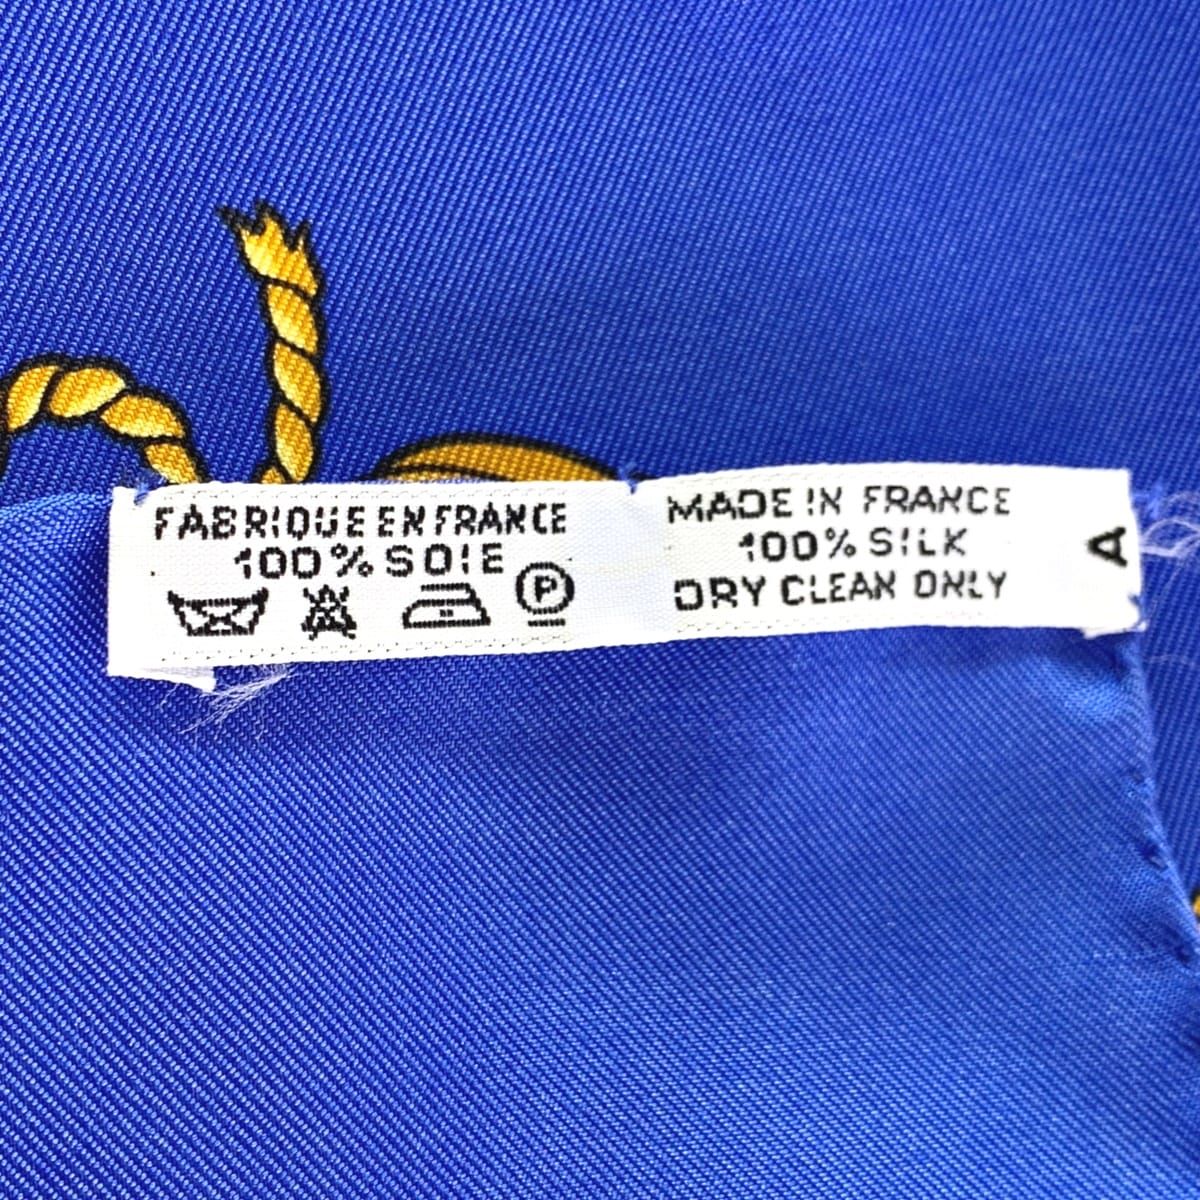 FABRIQUE EN FRANCE
100% SOIE
P
MADE IN FRANCE
100% SILK
DRY CLEAN ONLY
A